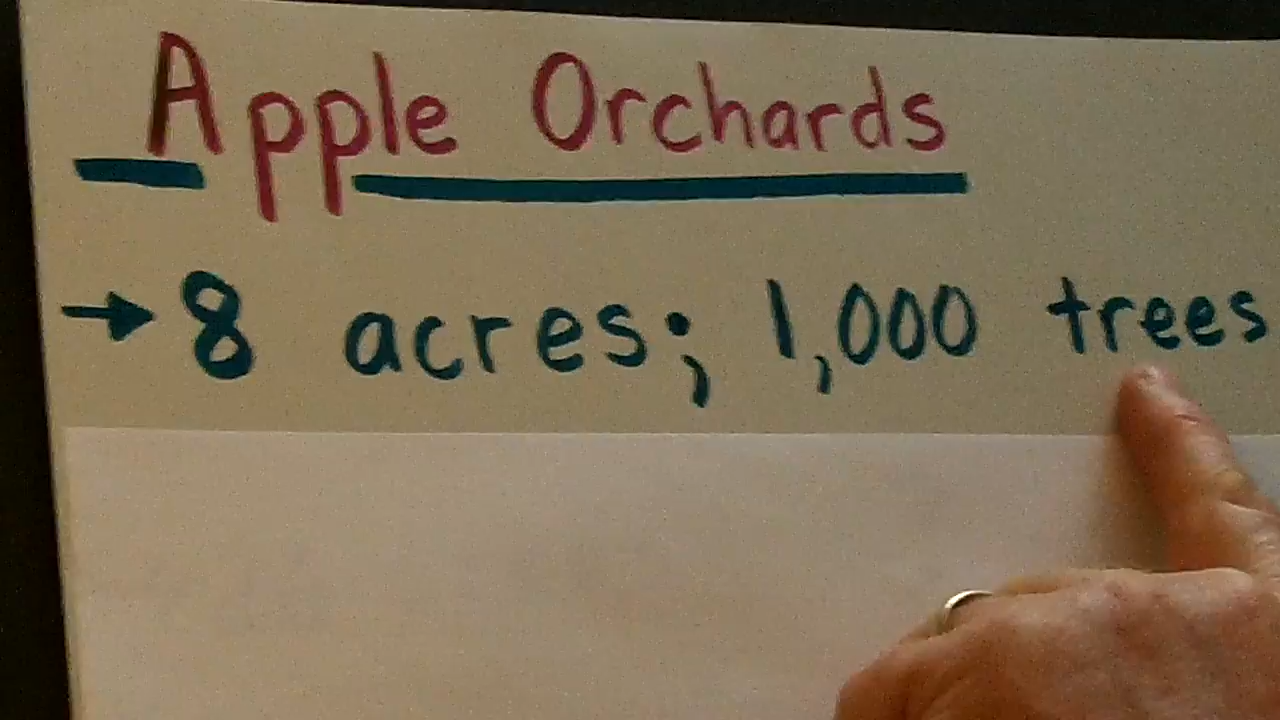 Apple Orchards
→ 8 acres; 1,000 trees